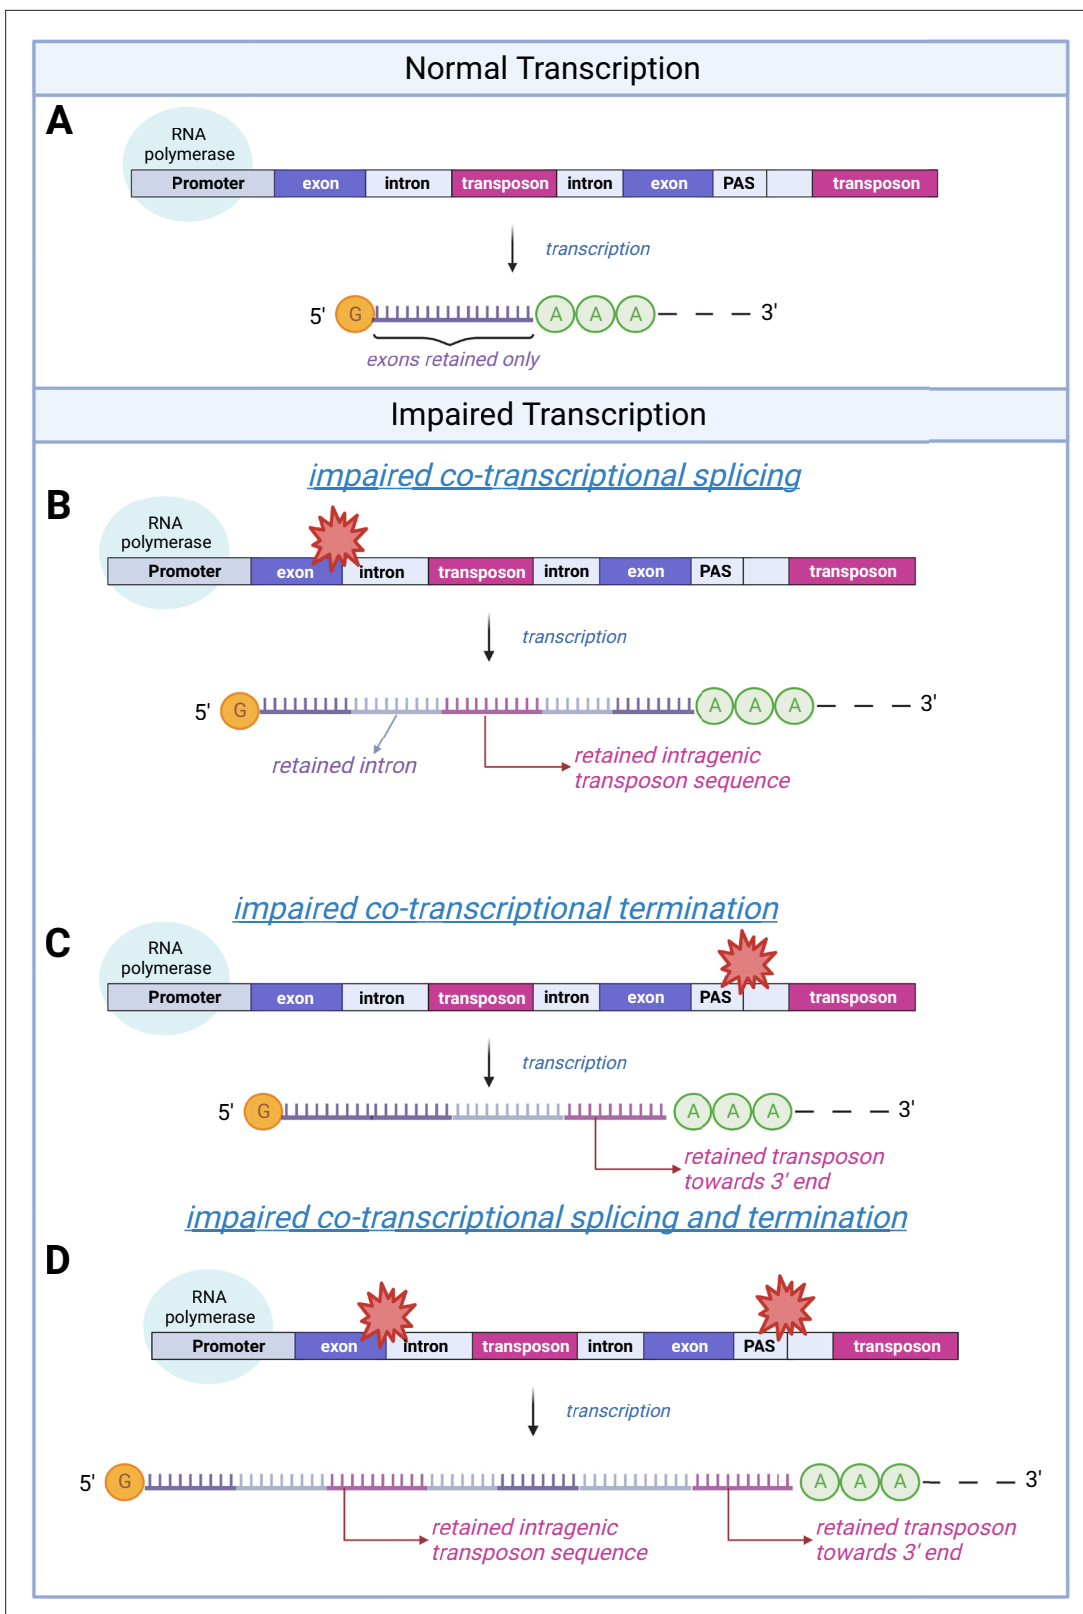 Normal Transcription
A
RNA
polymerase
Promoter exon intron transposon intron exon PAS transposon
transcription
5' G A A A 3'
exons retained only
Impaired Transcription
impaired co-transcriptional splicing
B
RNA
polymerase
Promoter exon intron transposon intron exon PAS transposon
transcription
5' G A A A 3'
retained intron
retained intragenic
transposon sequence
impaired co-transcriptional termination
C
RNA
polymerase
Promoter exon intron transposon intron exon PAS transposon
transcription
5' G A A A 3'
retained transposon
towards 3' end
impaired co-transcriptional splicing and termination
D
RNA
polymerase
Promoter exon intron transposon intron exon PAS transposon
transcription
5' G A A A 3'
retained intragenic
transposon sequence
retained transposon
towards 3' end